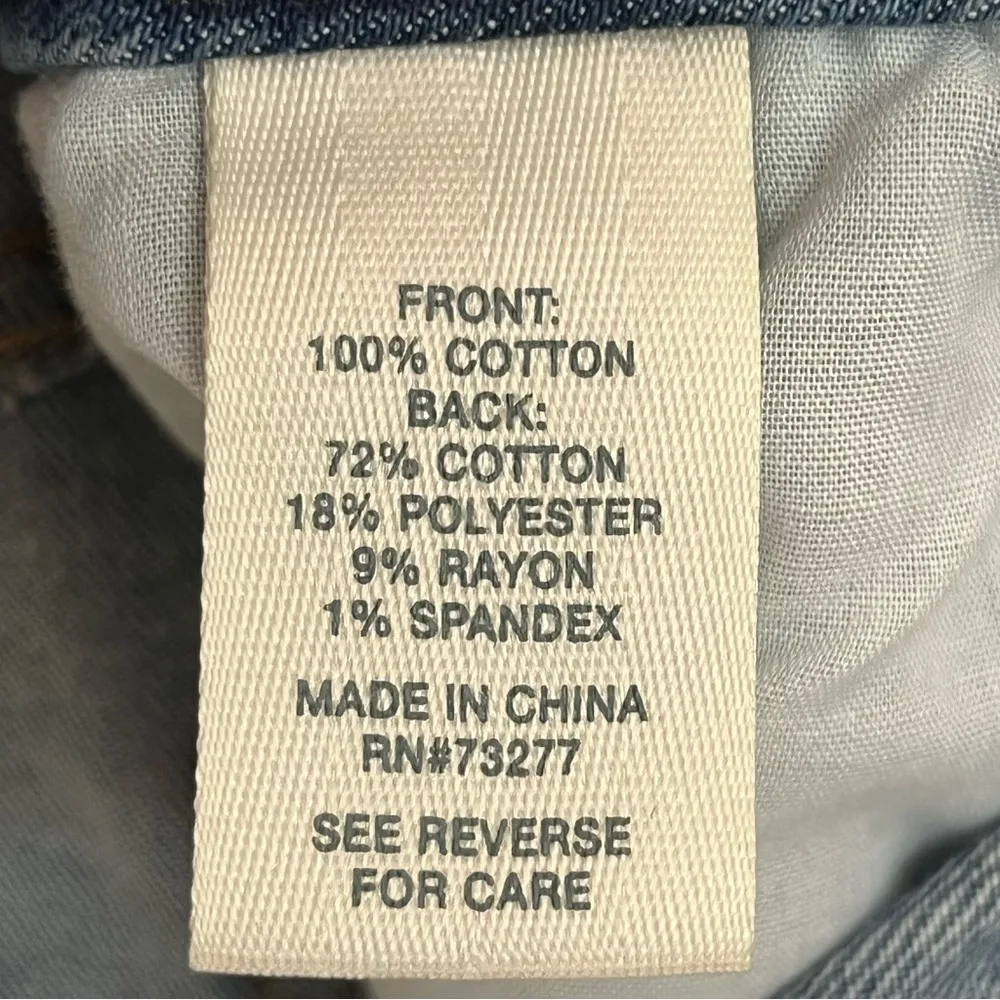 FRONT:
100% COTTON
BACK:
72% COTTON
18% POLYESTER
9% RAYON
1% SPANDEX
MADE IN CHINA
RN#73277
SEE REVERSE
FOR CARE